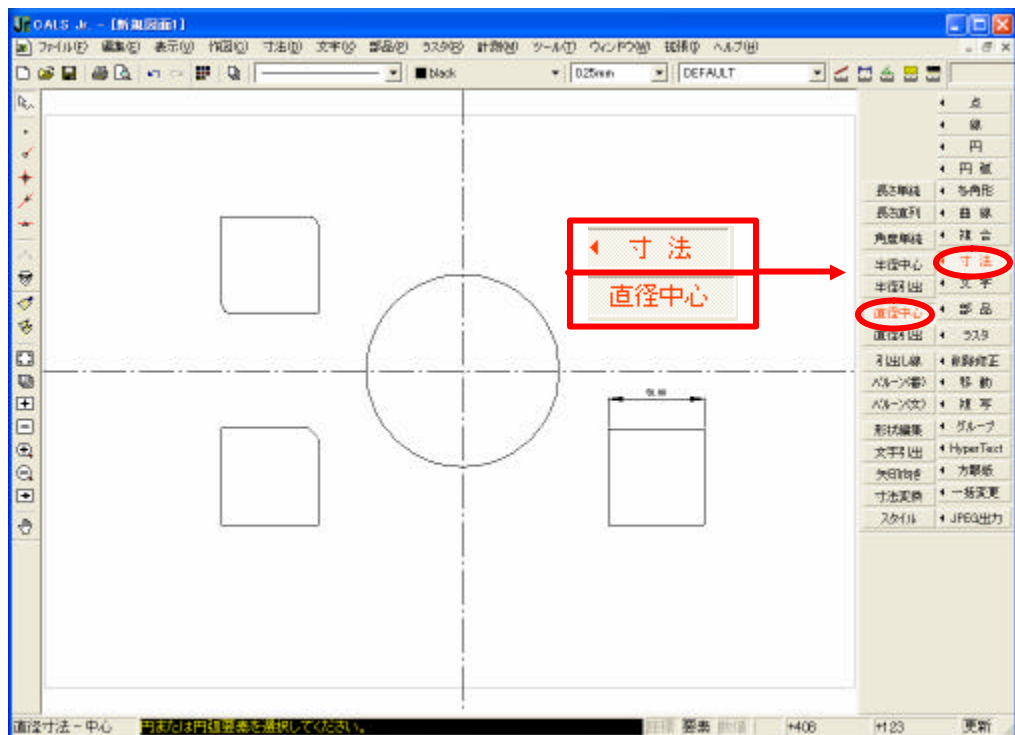 CALS Jr. - [新規図面1]
ファイル(F) 編集(E) 表示(V) 作図(C) 寸法(D) 文字(X) 部品(P) ラスタ(R) 計測(M) ツール(T) ウィンドウ(W) 拡張(I) ヘルプ(H)
black 0.25mm DEFAULT
点
線
円
円 弧
長さ単純 多角形
長さ直列 曲 線
角度単純 複 合
半径中心 寸 法
半径引出 文 字
直径中心 部 品
直径引出 ラスタ
引出し線 削除修正
バルーン(番) 移 動
バルーン(文) 複 写
形状編集 グループ
文字引出 HyperText
矢印向き 方眼紙
寸法変換 一括変更
スタイル JPEG出力
寸 法
直径中心
直径寸法 - 中心 円または円弧要素を選択してください。 要素 数値 +408 +123 更新